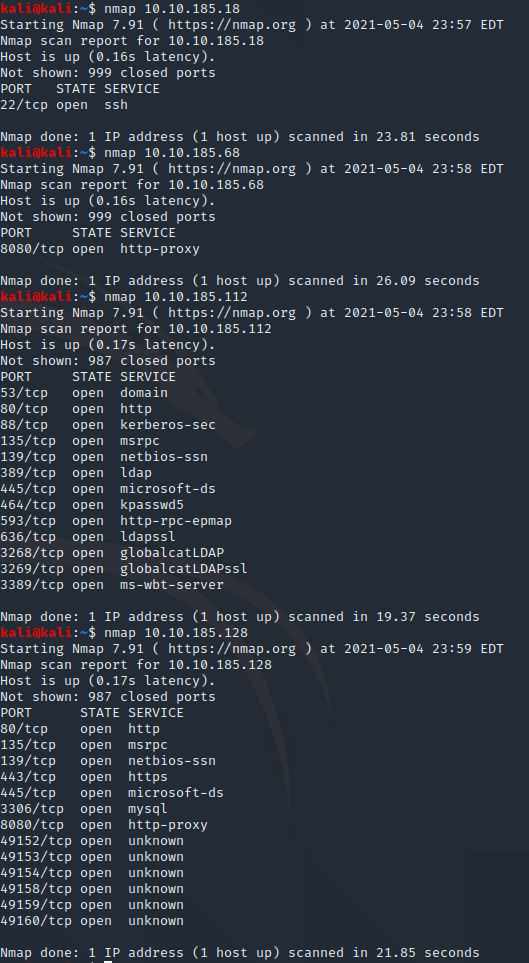 kali@kali:~$ nmap 10.10.185.18
Starting Nmap 7.91 ( https://nmap.org ) at 2021-05-04 23:57 EDT
Nmap scan report for 10.10.185.18
Host is up (0.16s latency).
Not shown: 999 closed ports
PORT   STATE SERVICE
22/tcp open  ssh
Nmap done: 1 IP address (1 host up) scanned in 23.81 seconds
kali@kali:~$ nmap 10.10.185.68
Starting Nmap 7.91 ( https://nmap.org ) at 2021-05-04 23:58 EDT
Nmap scan report for 10.10.185.68
Host is up (0.16s latency).
Not shown: 999 closed ports
PORT     STATE SERVICE
8080/tcp open  http-proxy
Nmap done: 1 IP address (1 host up) scanned in 26.09 seconds
kali@kali:~$ nmap 10.10.185.112
Starting Nmap 7.91 ( https://nmap.org ) at 2021-05-04 23:58 EDT
Nmap scan report for 10.10.185.112
Host is up (0.17s latency).
Not shown: 987 closed ports
PORT     STATE SERVICE
53/tcp   open  domain
80/tcp   open  http
88/tcp   open  kerberos-sec
135/tcp  open  msrpc
139/tcp  open  netbios-ssn
389/tcp  open  ldap
445/tcp  open  microsoft-ds
464/tcp  open  kpasswd5
593/tcp  open  http-rpc-epmap
636/tcp  open  ldapssl
3268/tcp open  globalcatLDAP
3269/tcp open  globalcatLDAPssl
3389/tcp open  ms-wbt-server
Nmap done: 1 IP address (1 host up) scanned in 19.37 seconds
kali@kali:~$ nmap 10.10.185.128
Starting Nmap 7.91 ( https://nmap.org ) at 2021-05-04 23:59 EDT
Nmap scan report for 10.10.185.128
Host is up (0.17s latency).
Not shown: 987 closed ports
PORT      STATE SERVICE
80/tcp    open  http
135/tcp   open  msrpc
139/tcp   open  netbios-ssn
443/tcp   open  https
445/tcp   open  microsoft-ds
3306/tcp  open  mysql
8080/tcp  open  http-proxy
49152/tcp open  unknown
49153/tcp open  unknown
49154/tcp open  unknown
49158/tcp open  unknown
49159/tcp open  unknown
49160/tcp open  unknown
Nmap done: 1 IP address (1 host up) scanned in 21.85 seconds